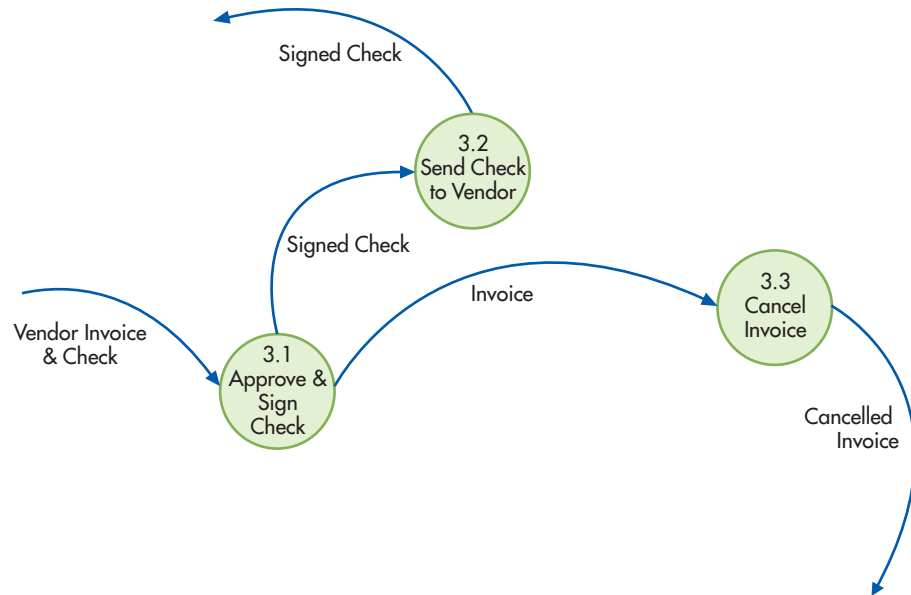 Signed Check
3.2
Send Check
to Vendor
Signed Check
Invoice
3.3
Cancel
Invoice
Vendor Invoice
& Check
3.1
Approve &
Sign
Check
Cancelled
Invoice